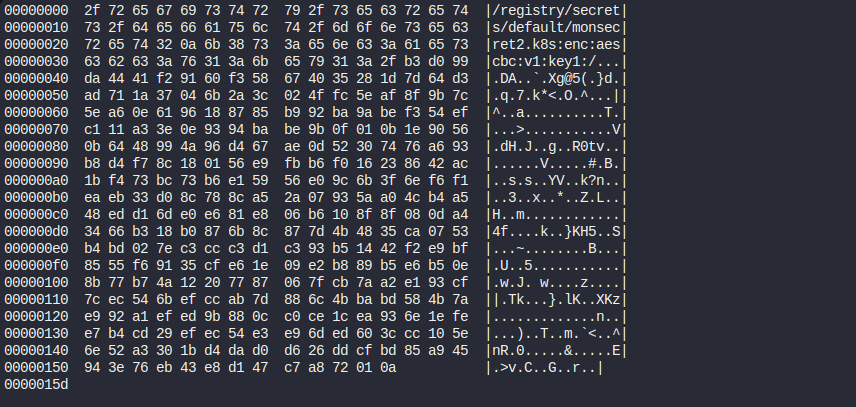 00000000  2f 72 65 67 69 73 74 72  79 2f 73 65 63 72 65 74  |/registry/secret|
00000010  73 2f 64 65 66 61 75 6c  74 2f 6d 6f 6e 73 65 63  |s/default/monsec|
00000020  72 65 74 32 0a 6b 38 73  3a 65 6e 63 3a 61 65 73  |ret2.k8s:enc:aes|
00000030  63 62 63 3a 76 31 3a 6b  65 79 31 3a 2f b3 d0 99  |cbc:v1:key1:/...|
00000040  da 44 41 f2 91 60 f3 58  67 40 35 28 1d 7d 64 d3  |.DA..`.Xg@5(.}d.|
00000050  ad 71 1a 37 04 6b 2a 3c  02 4f fc 5e af 8f 9b 7c  |.q.7.k*<.O.^...||
00000060  5e a6 0e 61 96 18 87 85  b9 92 ba 9a be f3 54 ef  |^..a..........T.|
00000070  c1 11 a3 3e 0e 93 94 ba  be 9b 0f 01 0b 1e 90 56  |...>...........V|
00000080  0b 64 48 99 4a 96 d4 67  ae 0d 52 30 74 76 a6 93  |.dH.J..g..R0tv..|
00000090  b8 d4 f7 8c 18 01 56 e9  fb b6 f0 16 23 86 42 ac  |......V.....#.B.|
000000a0  1b f4 73 bc 73 b6 e1 59  56 e0 9c 6b 3f 6e f6 f1  |..s.s..YV..k?n..|
000000b0  ea eb 33 d0 8c 78 8c a5  2a 07 93 5a a0 4c b4 a5  |..3..x..*..Z.L..|
000000c0  48 ed d1 6d e0 e6 81 e8  06 b6 10 8f 8f 08 0d a4  |H..m............|
000000d0  34 66 b3 18 b0 87 6b 8c  87 7d 4b 48 35 ca 07 53  |4f....k..}KH5..S|
000000e0  b4 bd 02 7e c3 cc c3 d1  c3 93 b5 14 42 f2 e9 bf  |...~........B...|
000000f0  85 55 f6 91 35 cf e6 1e  09 e2 b8 89 b5 e6 b5 0e  |.U..5...........|
00000100  8b 77 b4 4a 12 20 77 87  06 7f cb 7a a2 e1 93 cf  |.w.J. w....z....|
00000110  7c ec 54 6b ef cc ab 7d  88 6c 4b ba bd 58 4b 7a  ||.Tk...}.lK..XKz|
00000120  e9 92 a1 ef ed 9b 88 0c  c0 ce 1c ea 93 6e 1e fe  |.............n..|
00000130  e7 b4 cd 29 ef ec 54 e3  e9 6d ed 60 3c cc 10 5e  |...)..T..m.`<..^|
00000140  6e 52 a3 30 1b d4 da d0  d6 26 dd cf bd 85 a9 45  |nR.0.....&.....E|
00000150  94 3e 76 eb 43 e8 d1 47  c7 a8 72 01 0a  |.>v.C..G..r..|
0000015d